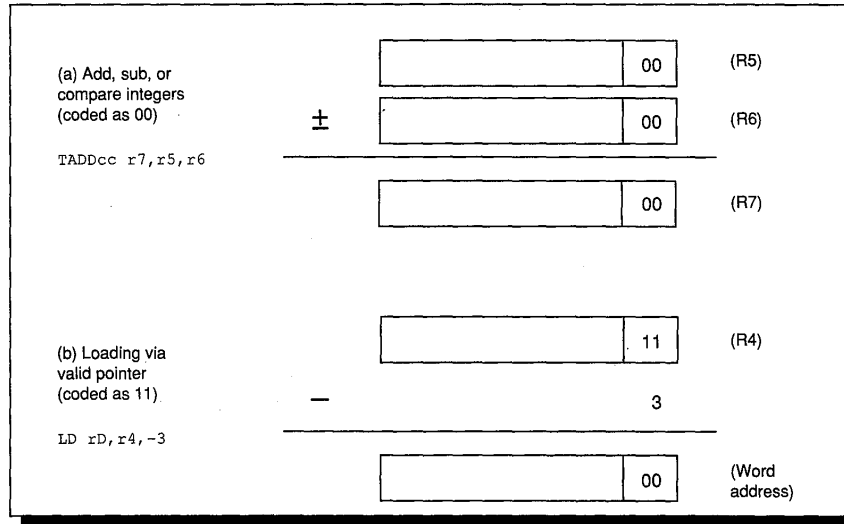 (a) Add, sub, or
compare integers
(coded as 00)
TADDcc r7,r5,r6
00 (R5)
± 00 (R6)
00 (R7)
(b) Loading via
valid pointer
(coded as 11)
LD rD,r4,-3
11 (R4)
— 3
00 (Word
address)